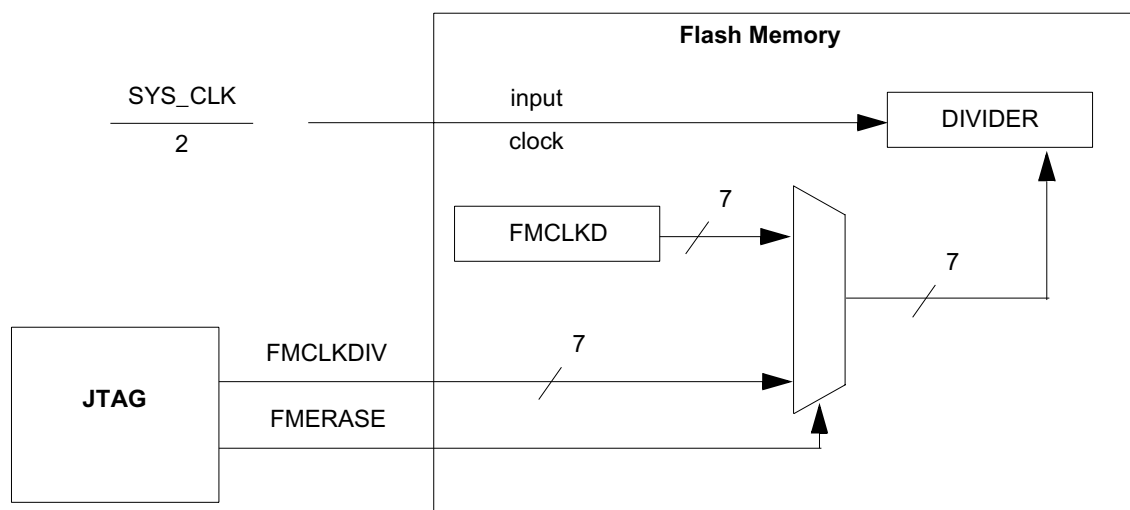 Flash Memory
SYS_CLK
2
input
clock
DIVIDER
7
FMCLKD
7
FMCLKDIV
7
JTAG
FMERASE